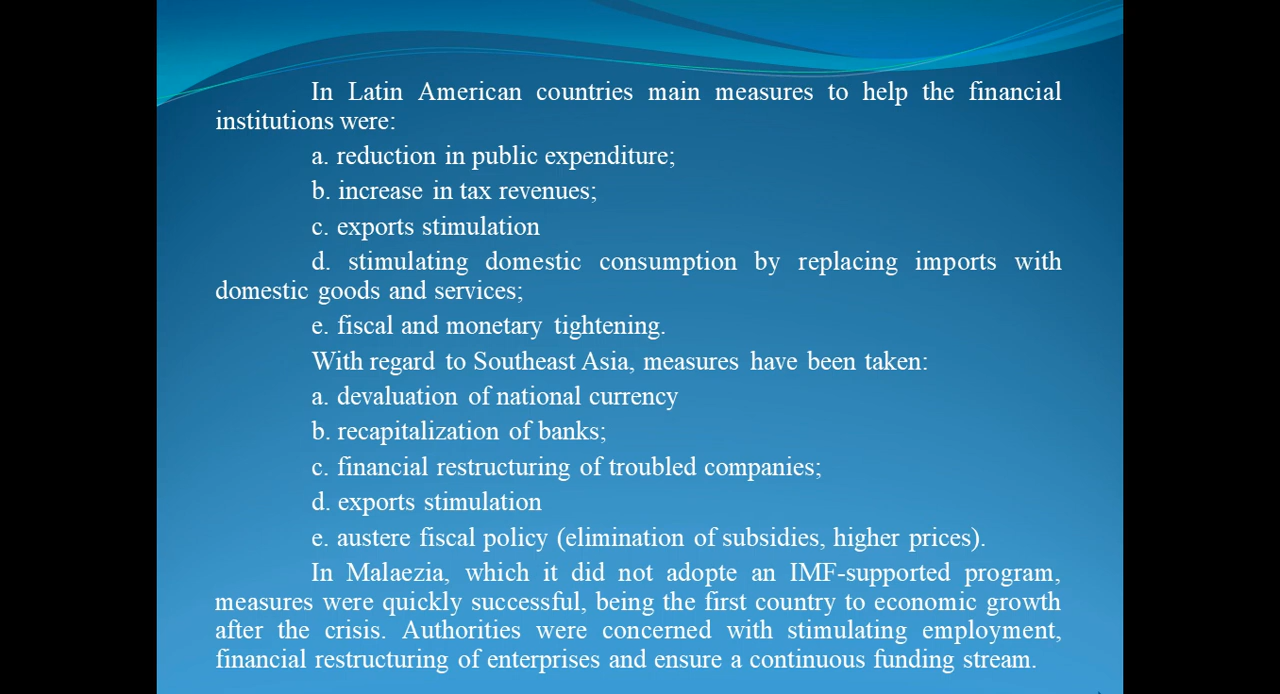 In Latin American countries main measures to help the financial
institutions were:
a. reduction in public expenditure;
b. increase in tax revenues;
c. exports stimulation
d. stimulating domestic consumption by replacing imports with
domestic goods and services;
e. fiscal and monetary tightening.
With regard to Southeast Asia, measures have been taken:
a. devaluation of national currency
b. recapitalization of banks;
c. financial restructuring of troubled companies;
d. exports stimulation
e. austere fiscal policy (elimination of subsidies, higher prices).
In Malaezia, which it did not adopte an IMF-supported program,
measures were quickly successful, being the first country to economic growth
after the crisis. Authorities were concerned with stimulating employment,
financial restructuring of enterprises and ensure a continuous funding stream.